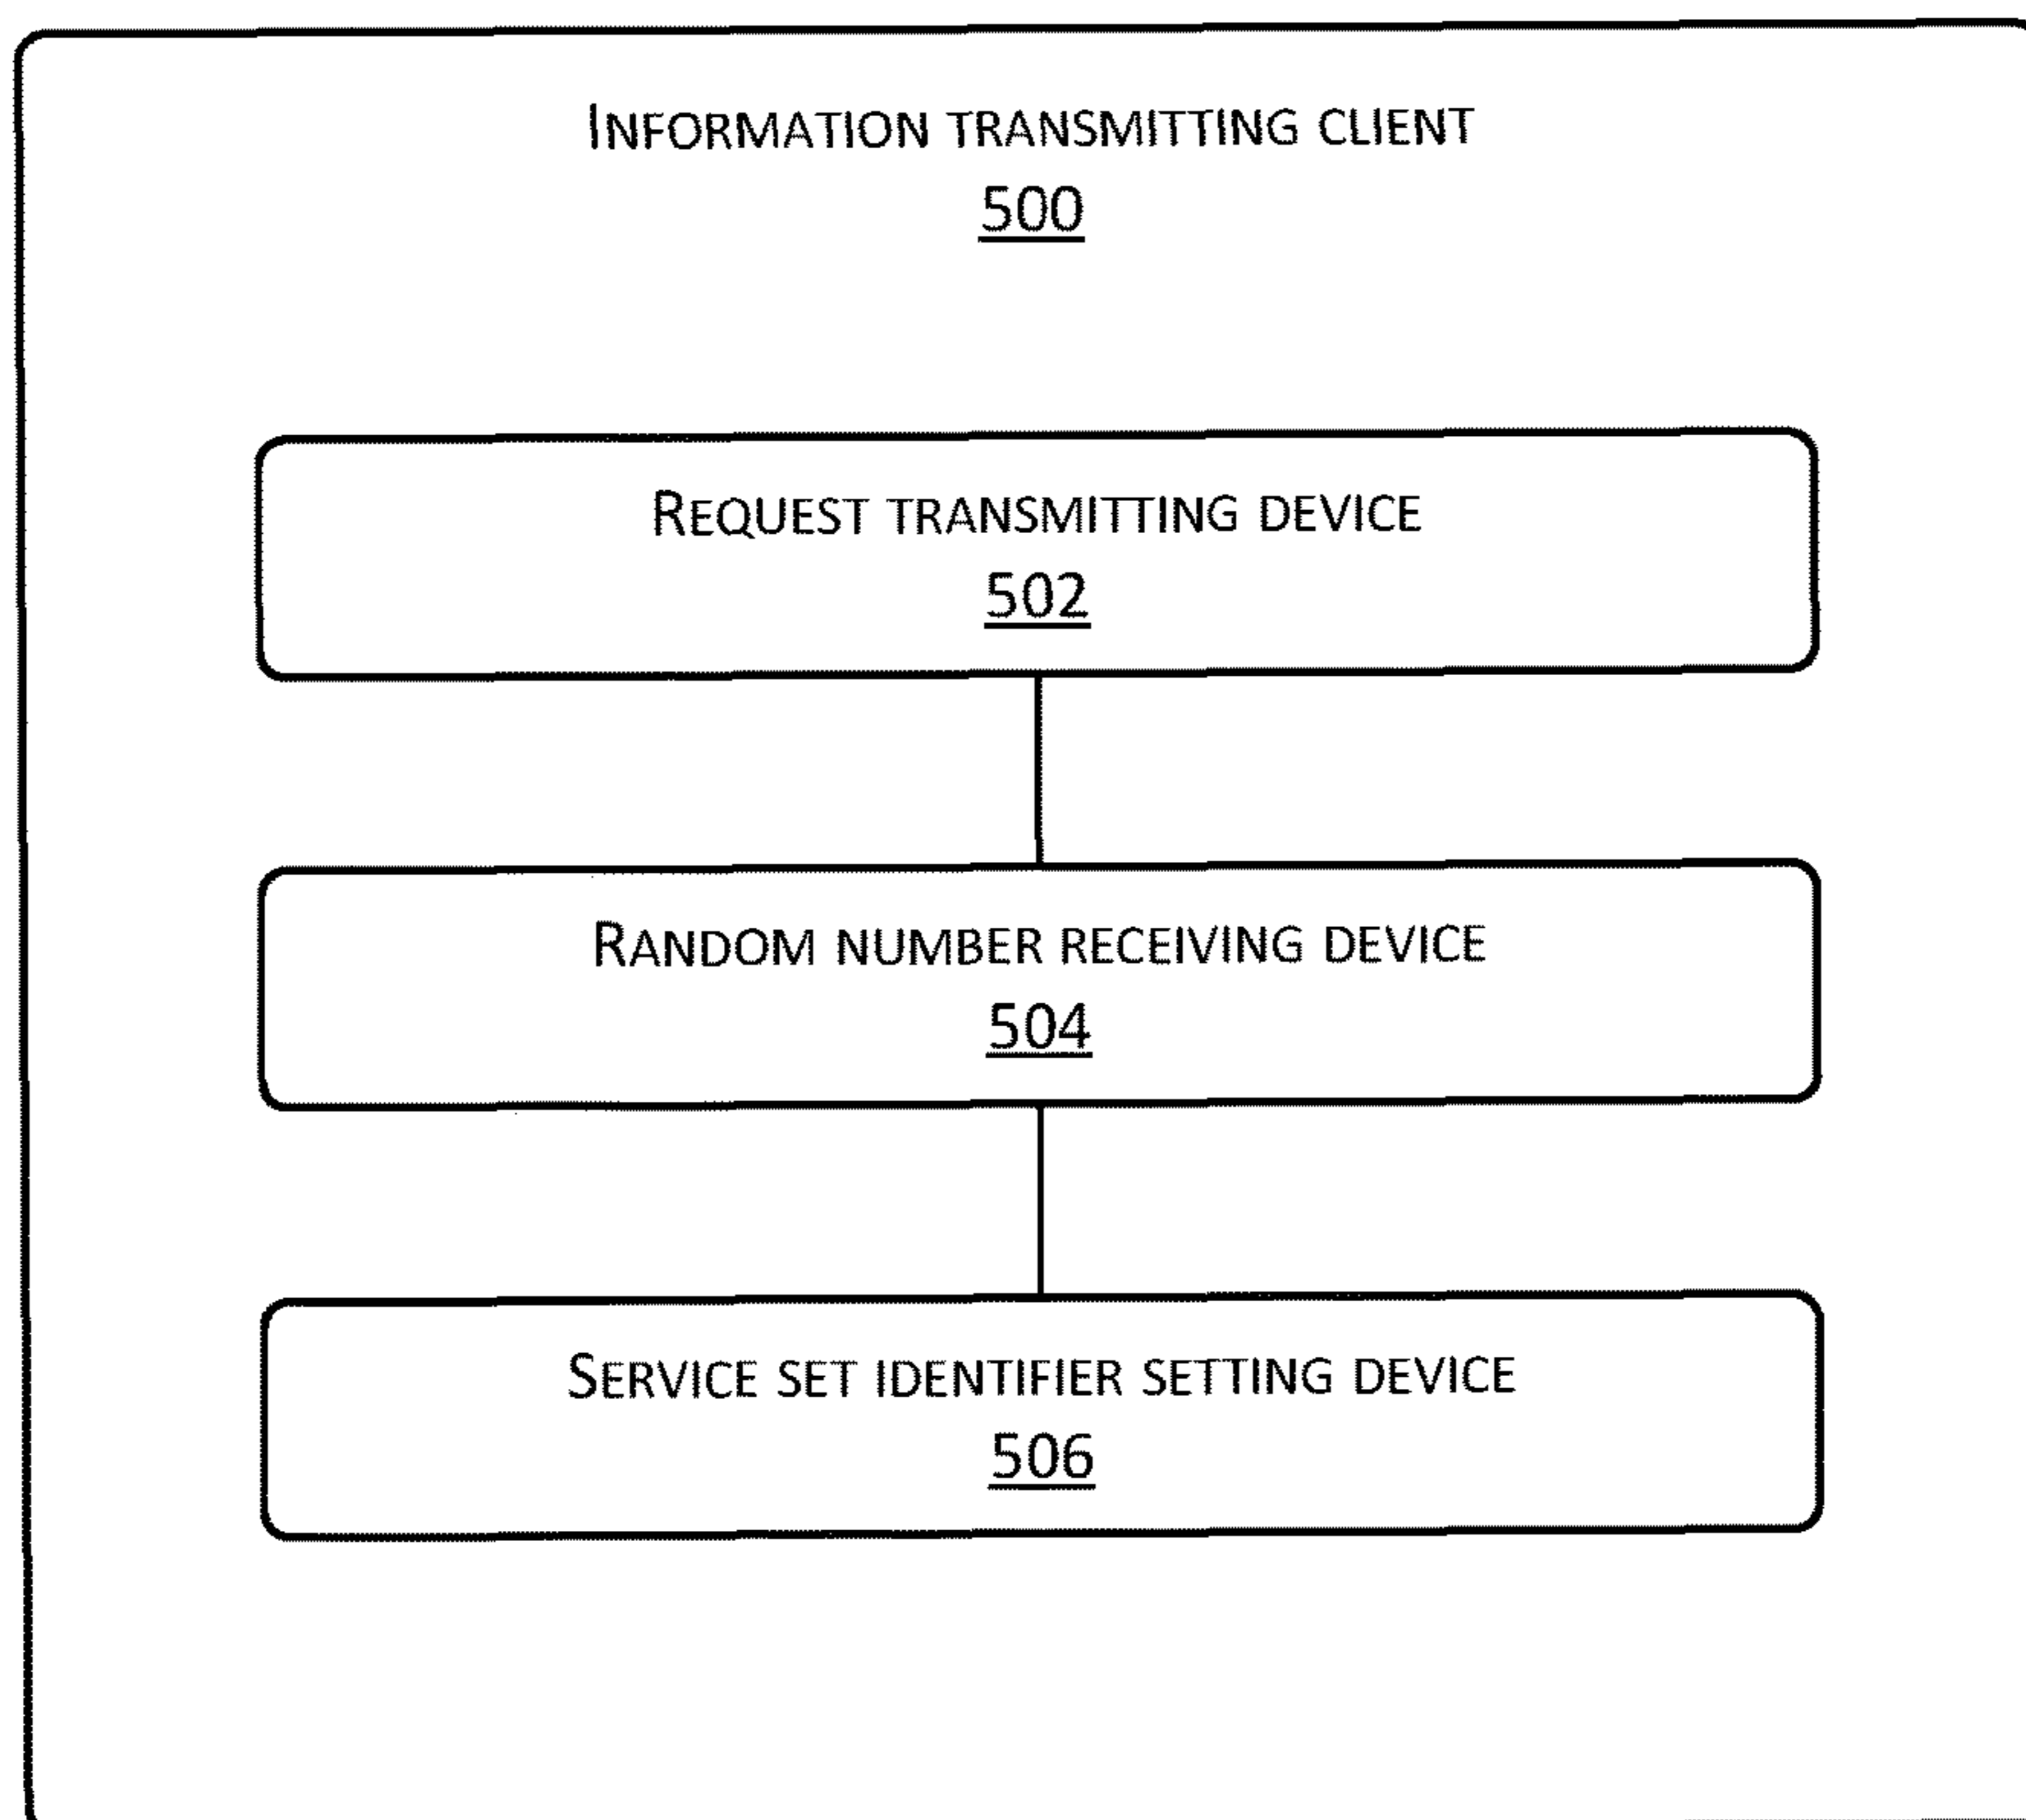 INFORMATION TRANSMITTING CLIENT
500
REQUEST TRANSMITTING DEVICE
502
RANDOM NUMBER RECEIVING DEVICE
504
SERVICE SET IDENTIFIER SETTING DEVICE
506